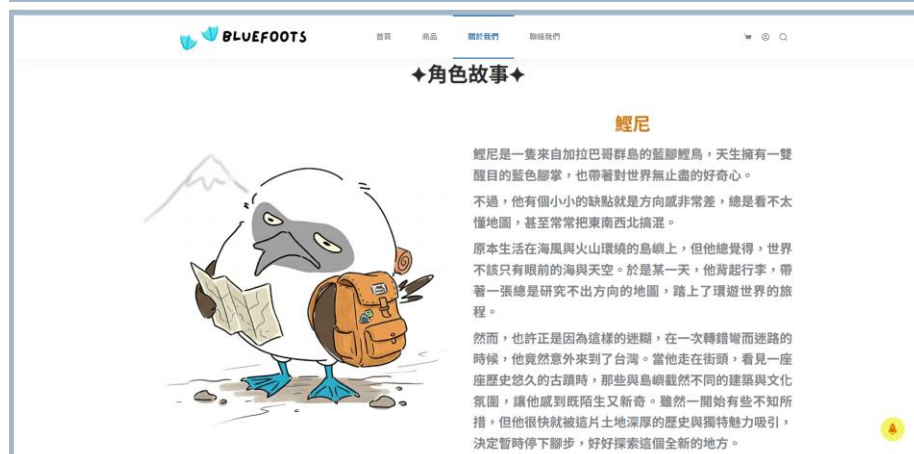 BLUEFOOTS
首頁 商品 關於我們 聯絡我們
✦角色故事✦
鰹尼
鰹尼是一隻來自加拉巴哥群島的藍腳鰹鳥，天生擁有一雙
醒目的藍色腳掌，也帶著對世界無止盡的好奇心。
不過，他有個小小的缺點就是方向感非常差，總是看不太
懂地圖，甚至常常把東南西北搞混。
原本生活在海風與火山環繞的島嶼上，但他總覺得，世界
不該只有眼前的海與天空。於是某一天，他背起行李，帶
著一張總是研究不出方向的地圖，踏上了環遊世界的旅
程。
然而，也許正是因為這樣的迷糊，在一次轉錯彎而迷路的
時候，他竟然意外來到了台灣。當他走在街頭，看見一座
座歷史悠久的古蹟時，那些與島嶼截然不同的建築與文化
氛圍，讓他感到既陌生又新奇。雖然一開始有些不知所
措，但他很快就被這片土地深厚的歷史與獨特魅力吸引，
決定暫時停下腳步，好好探索這個全新的地方。